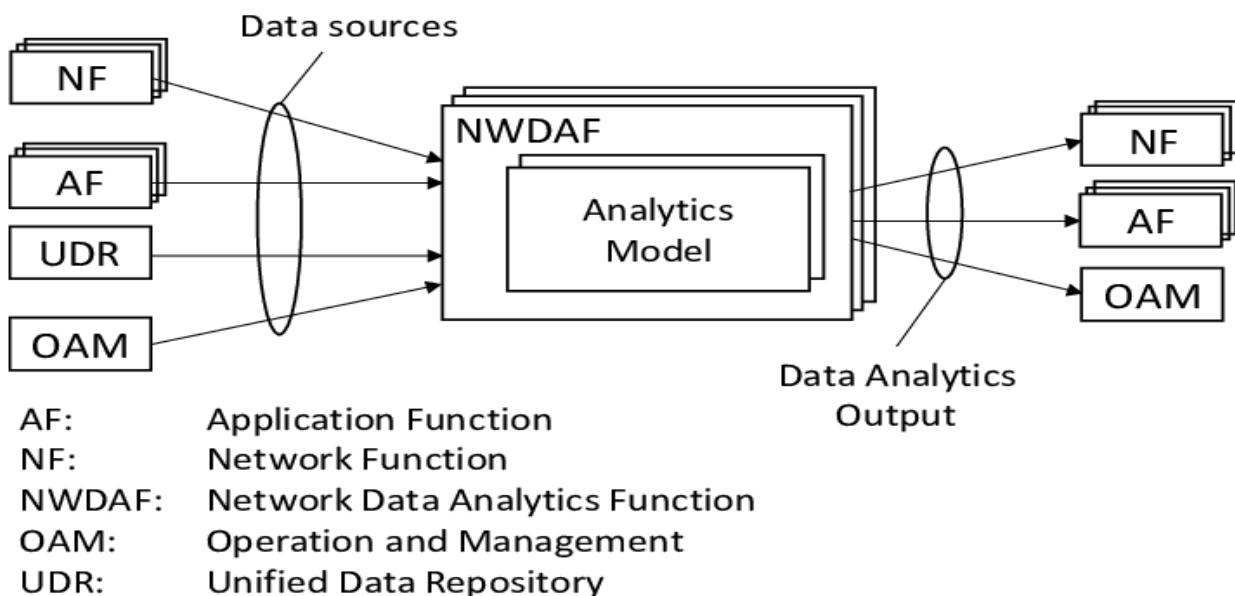 Data sources
NF
AF
UDR
OAM
NWDAF
Analytics
Model
NF
AF
OAM
Data Analytics
Output
AF: Application Function
NF: Network Function
NWDAF: Network Data Analytics Function
OAM: Operation and Management
UDR: Unified Data Repository